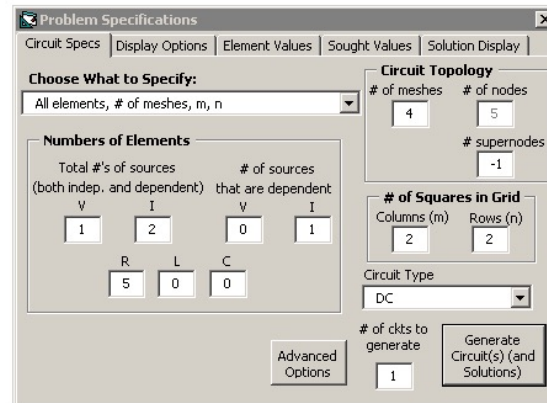 Problem Specifications
Circuit Specs Display Options Element Values Sought Values Solution Display
Choose What to Specify:
All elements, # of meshes, m, n
Numbers of Elements
Total #'s of sources
(both indep. and dependent)
# of sources
that are dependent
V I V I
1 2 0 1
R L C
5 0 0
Circuit Topology
# of meshes # of nodes
4 5
# supernodes
-1
# of Squares in Grid
Columns (m) Rows (n)
2 2
Circuit Type
DC
Advanced
Options
# of ckts to
generate
1
Generate
Circuit(s) (and
Solutions)